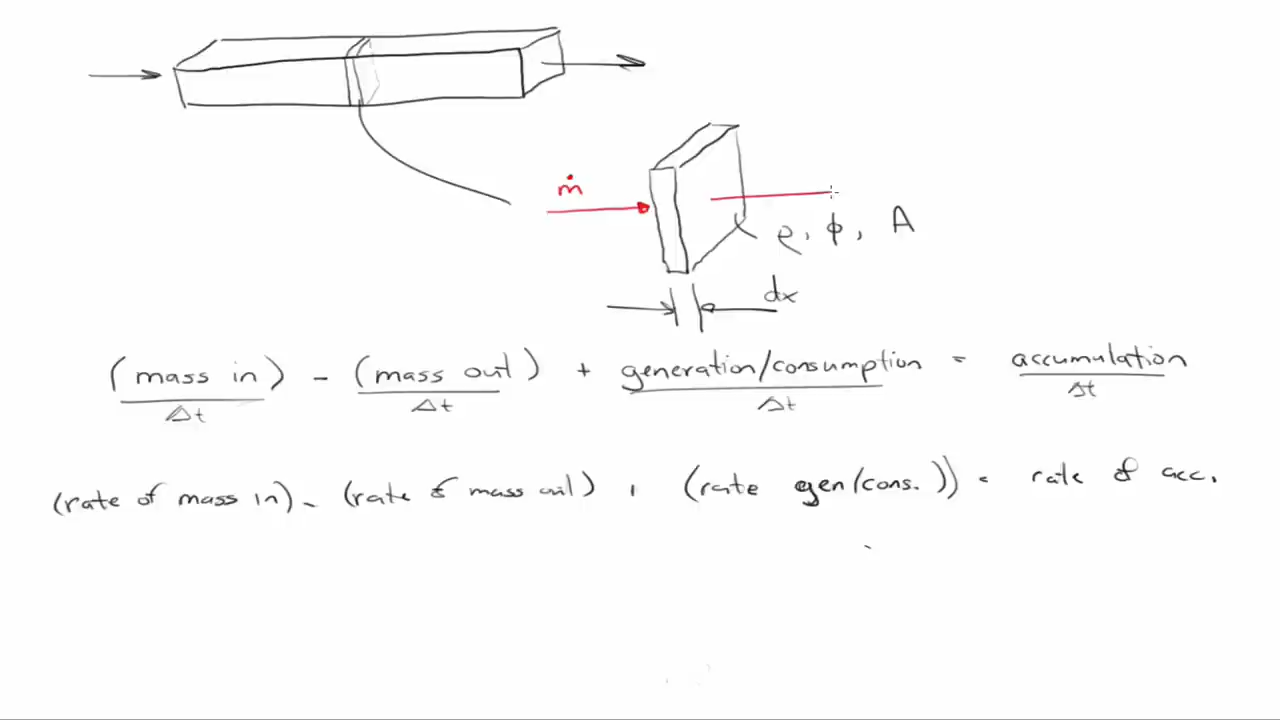 ṁ
ρ, φ, A
dx
(mass in) - (mass out) + generation/consumption = accumulation
Δt Δt Δt Δt
(rate of mass in) - (rate of mass out) + (rate gen/cons.)) = rate of acc.